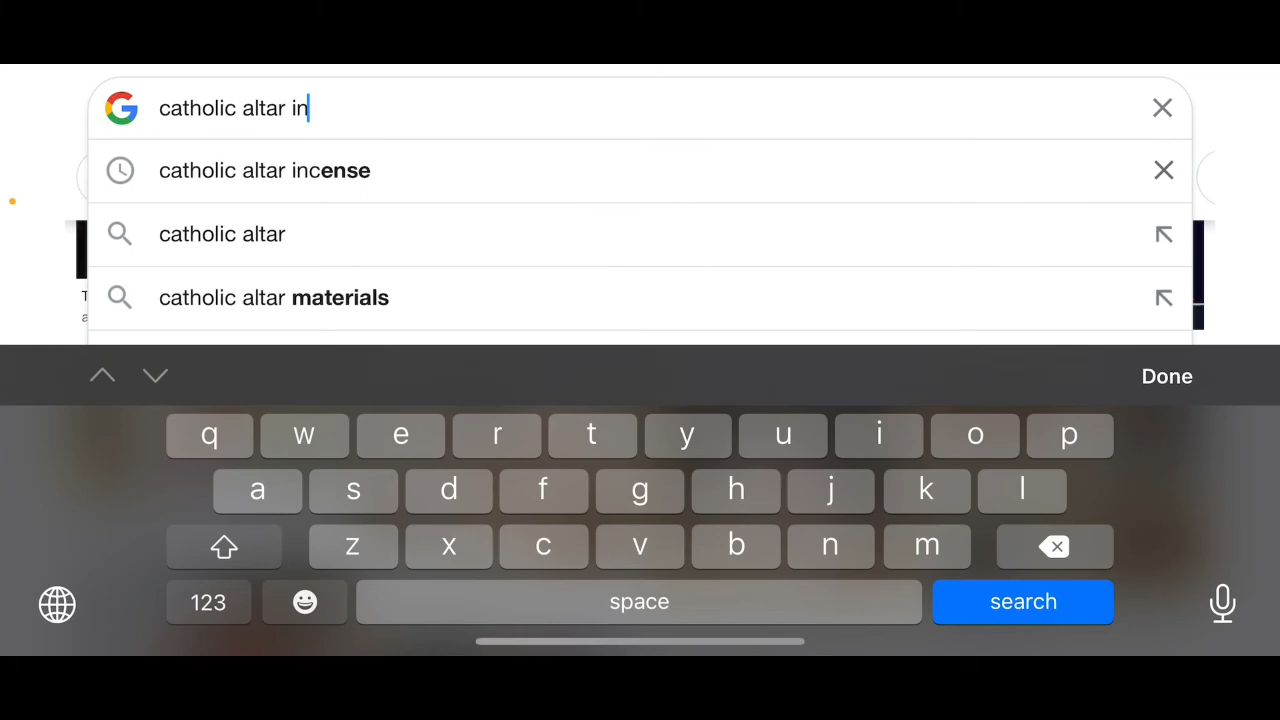 catholic altar in
catholic altar incense
catholic altar
catholic altar materials
T
a
Done
q w e r t y u i o p
a s d f g h j k l
z x c v b n m
123 space search